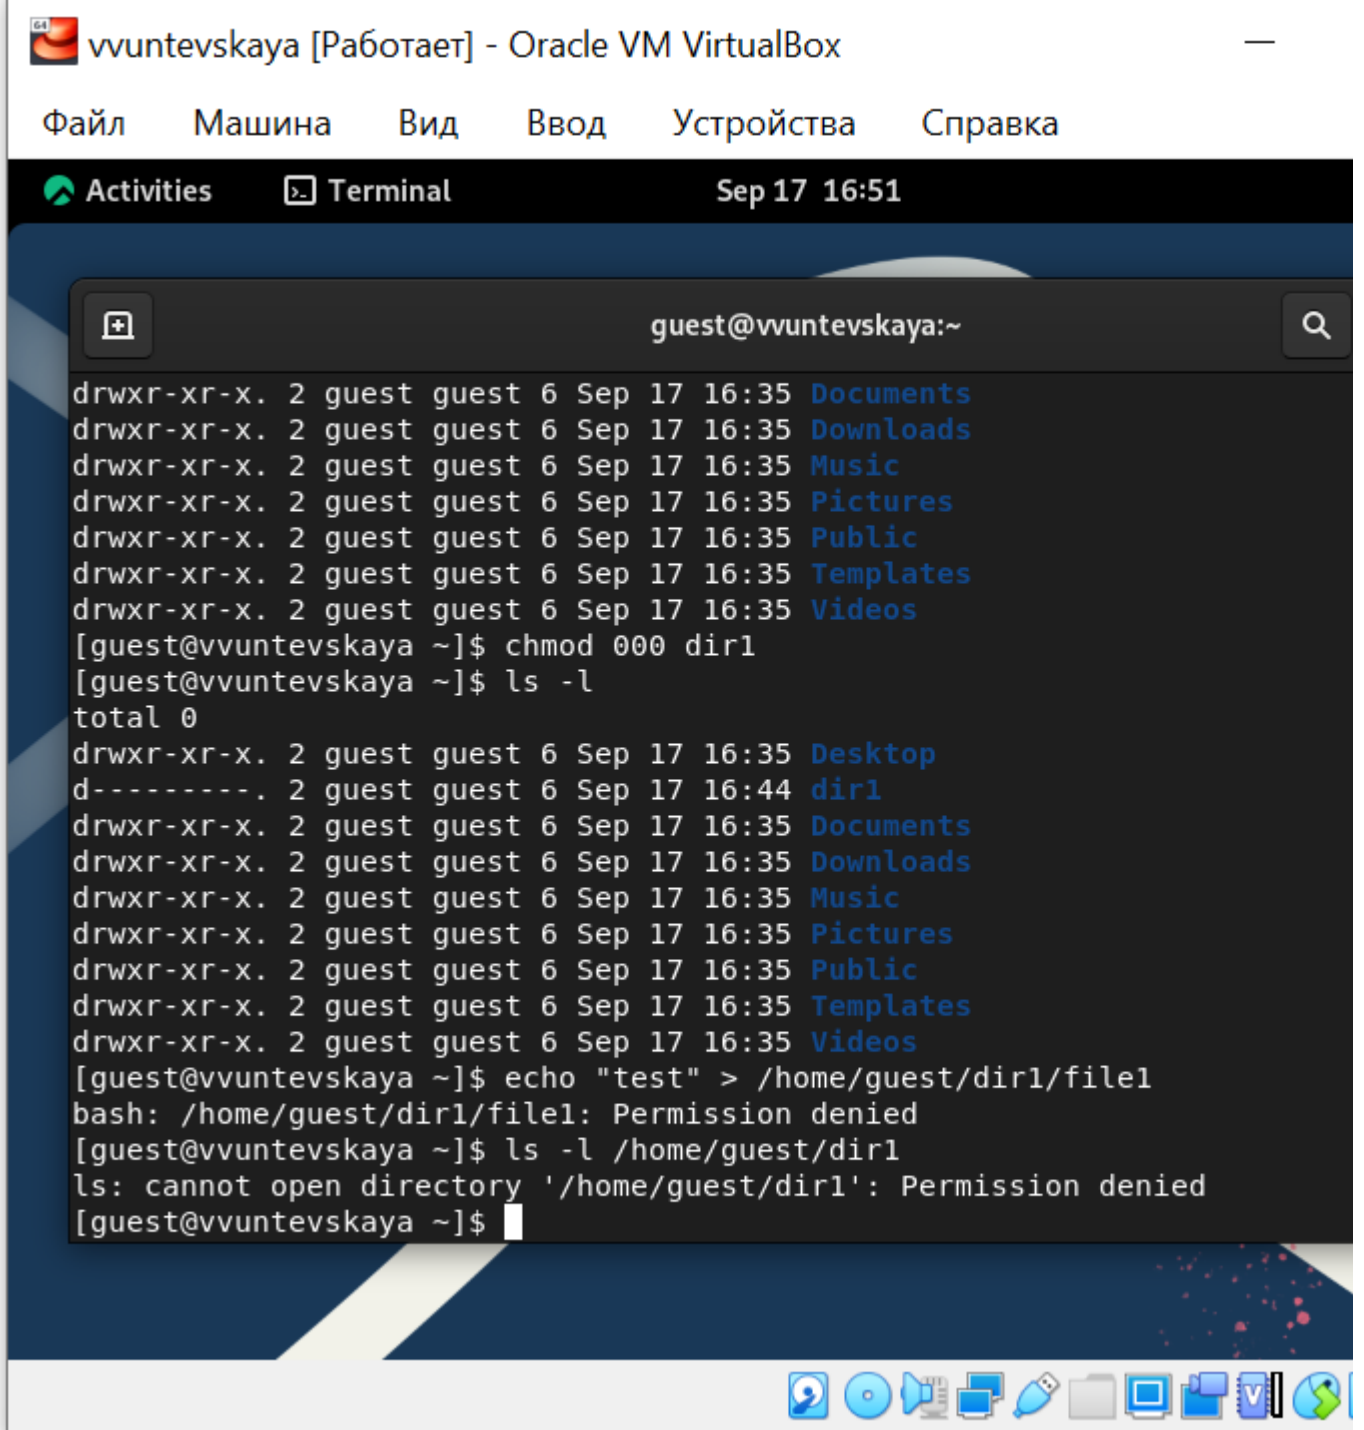 64
vvuntevskaya [Работает] - Oracle VM VirtualBox
Файл Машина Вид Ввод Устройства Справка
Activities Terminal Sep 17 16:51
guest@vvuntevskaya:~
drwxr-xr-x. 2 guest guest 6 Sep 17 16:35 Documents
drwxr-xr-x. 2 guest guest 6 Sep 17 16:35 Downloads
drwxr-xr-x. 2 guest guest 6 Sep 17 16:35 Music
drwxr-xr-x. 2 guest guest 6 Sep 17 16:35 Pictures
drwxr-xr-x. 2 guest guest 6 Sep 17 16:35 Public
drwxr-xr-x. 2 guest guest 6 Sep 17 16:35 Templates
drwxr-xr-x. 2 guest guest 6 Sep 17 16:35 Videos
[guest@vvuntevskaya ~]$ chmod 000 dir1
[guest@vvuntevskaya ~]$ ls -l
total 0
drwxr-xr-x. 2 guest guest 6 Sep 17 16:35 Desktop
d---------. 2 guest guest 6 Sep 17 16:44 dir1
drwxr-xr-x. 2 guest guest 6 Sep 17 16:35 Documents
drwxr-xr-x. 2 guest guest 6 Sep 17 16:35 Downloads
drwxr-xr-x. 2 guest guest 6 Sep 17 16:35 Music
drwxr-xr-x. 2 guest guest 6 Sep 17 16:35 Pictures
drwxr-xr-x. 2 guest guest 6 Sep 17 16:35 Public
drwxr-xr-x. 2 guest guest 6 Sep 17 16:35 Templates
drwxr-xr-x. 2 guest guest 6 Sep 17 16:35 Videos
[guest@vvuntevskaya ~]$ echo "test" > /home/guest/dir1/file1
bash: /home/guest/dir1/file1: Permission denied
[guest@vvuntevskaya ~]$ ls -l /home/guest/dir1
ls: cannot open directory '/home/guest/dir1': Permission denied
[guest@vvuntevskaya ~]$
V